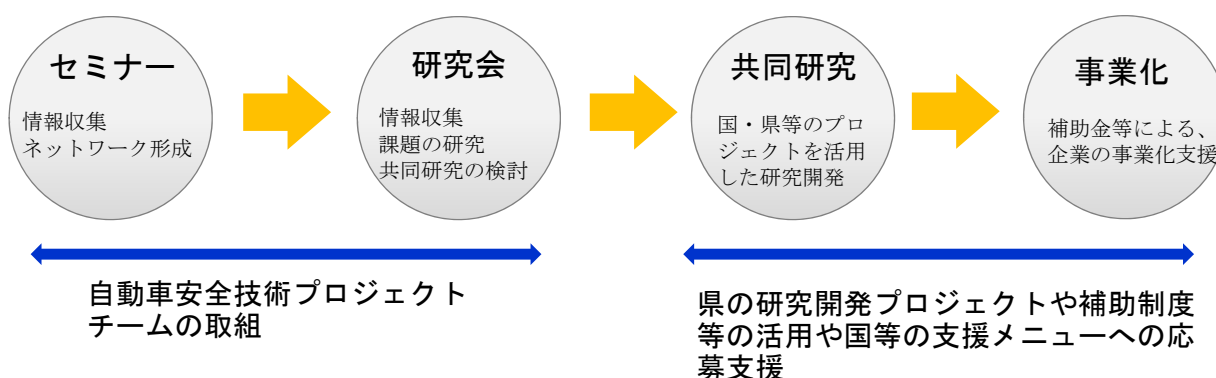 セミナー
情報収集
ネットワーク形成
研究会
情報収集
課題の研究
共同研究の検討
共同研究
国・県等のプロ
ジェクトを活用
した研究開発
事業化
補助金等による、
企業の事業化支援
自動車安全技術プロジェクト
チームの取組
県の研究開発プロジェクトや補助制度
等の活用や国等の支援メニューへの応
募支援